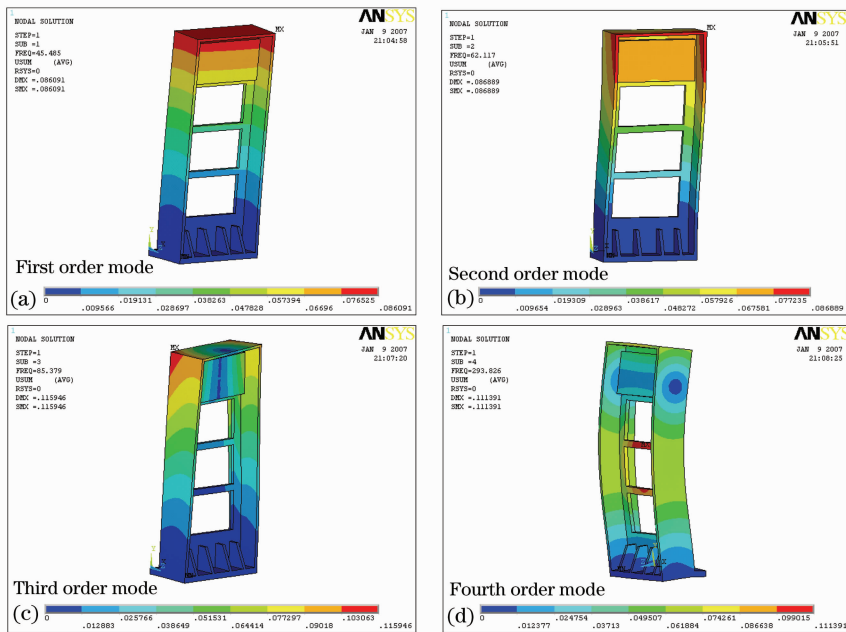 1
NODAL SOLUTION
STEP=1
SUB =1
FREQ=45.485
USUM (AVG)
RSYS=0
DMX =.086091
SMX =.086091
ANSYS
JAN 9 2007
21:04:58
MX
First order mode
(a)
0 .019131 .038263 .057394 .076525
.009566 .028697 .047828 .06696 .086091
1
NODAL SOLUTION
STEP=1
SUB =2
FREQ=62.117
USUM (AVG)
RSYS=0
DMX =.086889
SMX =.086889
ANSYS
JAN 9 2007
21:05:51
MX
Second order mode
(b)
0 .019309 .038617 .057926 .077235
.009654 .028963 .048272 .067581 .086889
1
NODAL SOLUTION
STEP=1
SUB =3
FREQ=85.379
USUM (AVG)
RSYS=0
DMX =.115946
SMX =.115946
ANSYS
JAN 9 2007
21:07:20
MX
Third order mode
(c)
0 .025766 .051531 .077297 .103063
.012883 .038649 .064414 .09018 .115946
1
NODAL SOLUTION
STEP=1
SUB =4
FREQ=293.826
USUM (AVG)
RSYS=0
DMX =.111391
SMX =.111391
ANSYS
JAN 9 2007
21:08:25
Fourth order mode
(d)
0 .024754 .049507 .074261 .099015
.012377 .03713 .061884 .086638 .111391